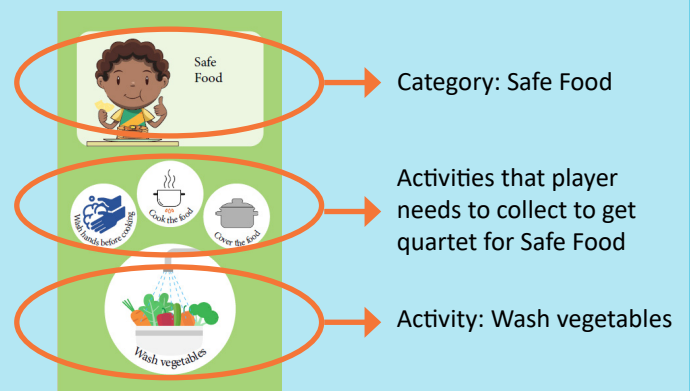 Safe
Food
Category: Safe Food
Wash hands before cooking
Cook the food
Cover the food
Activities that player
needs to collect to get
quartet for Safe Food
Wash vegetables
Activity: Wash vegetables